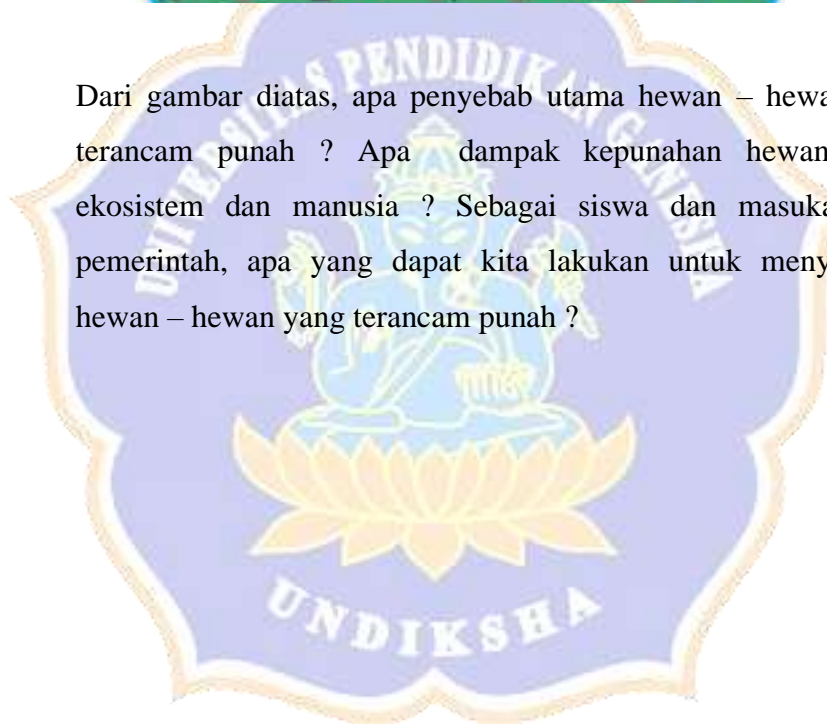 UNIVERSITAS PENDIDIKAN GANESHA
Dari gambar diatas, apa penyebab utama hewan – hewa
terancam punah ? Apa dampak kepunahan hewan
ekosistem dan manusia ? Sebagai siswa dan masuka
pemerintah, apa yang dapat kita lakukan untuk meny
hewan – hewan yang terancam punah ?
UNDIKSHA